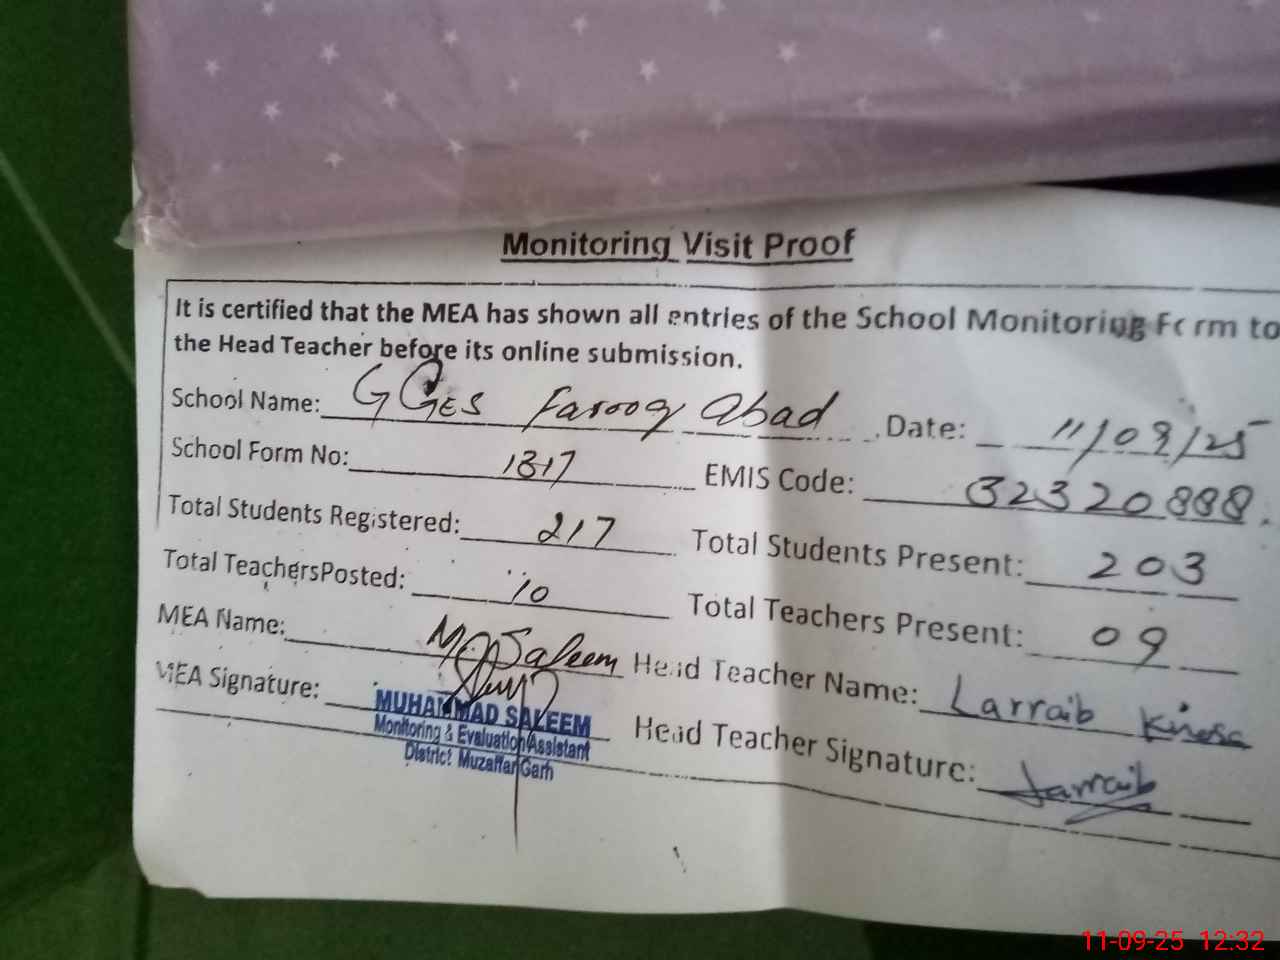 Monitoring Visit Proof
It is certified that the MEA has shown all entries of the School Monitoring Form to
the Head Teacher before its online submission.
School Name: GGES Farooq abad Date: 11/09/25
School Form No: 1317 EMIS Code: 32320888
Total Students Registered: 217 Total Students Present: 203
Total TeachersPosted: 10 Total Teachers Present: 09
MEA Name: M Saleem Head Teacher Name: Larraib
MEA Signature: Head Teacher Signature: Larraib
MUHAMMAD SALEEM
Monitoring & Evaluation Assistant
District MuzaffarGarh
11-09-25 12:32